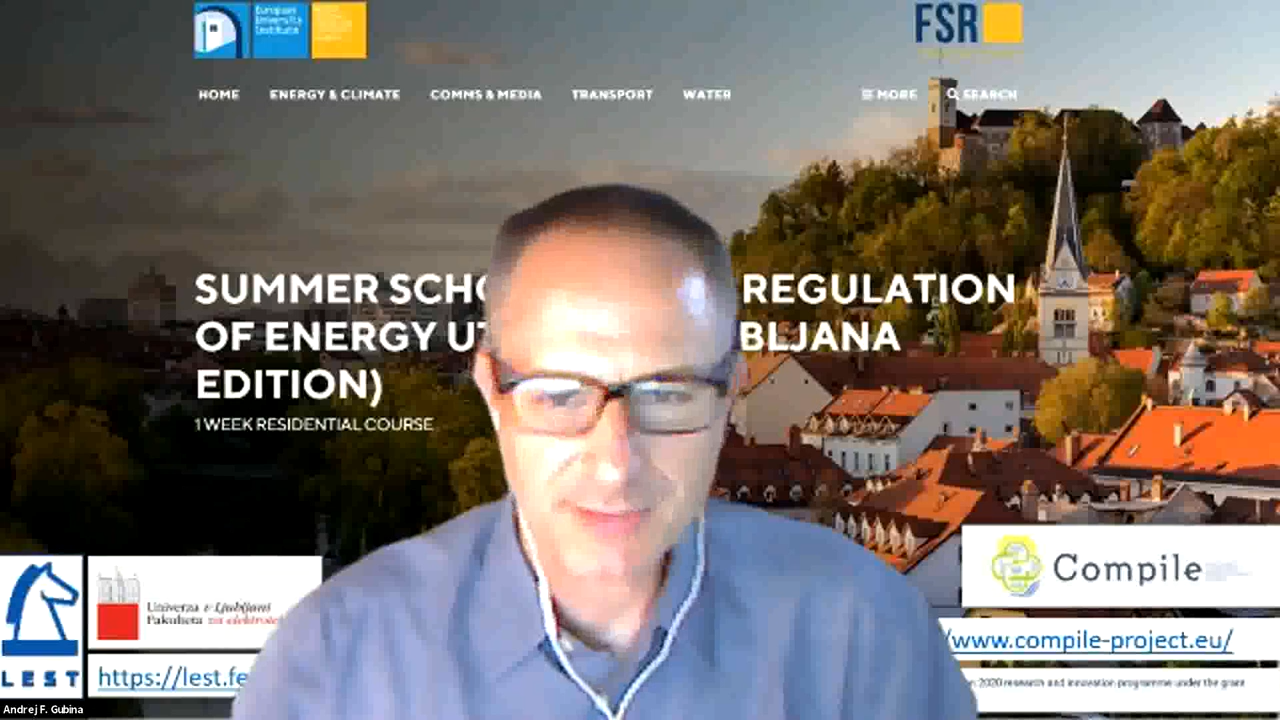 European
University
Institute
FSR
HOME ENERGY & CLIMATE COMMS & MEDIA TRANSPORT WATER MORE SEARCH
SUMMER SCHO REGULATION
OF ENERGY UT BLJANA
EDITION)
1 WEEK RESIDENTIAL COURSE
Compile
LEST
Univerza v Ljubljani
Fakulteta za elektrote
/www.compile-project.eu/
https://lest.fe
2020 research and innovation programme under the grant
Andrej F. Gubina